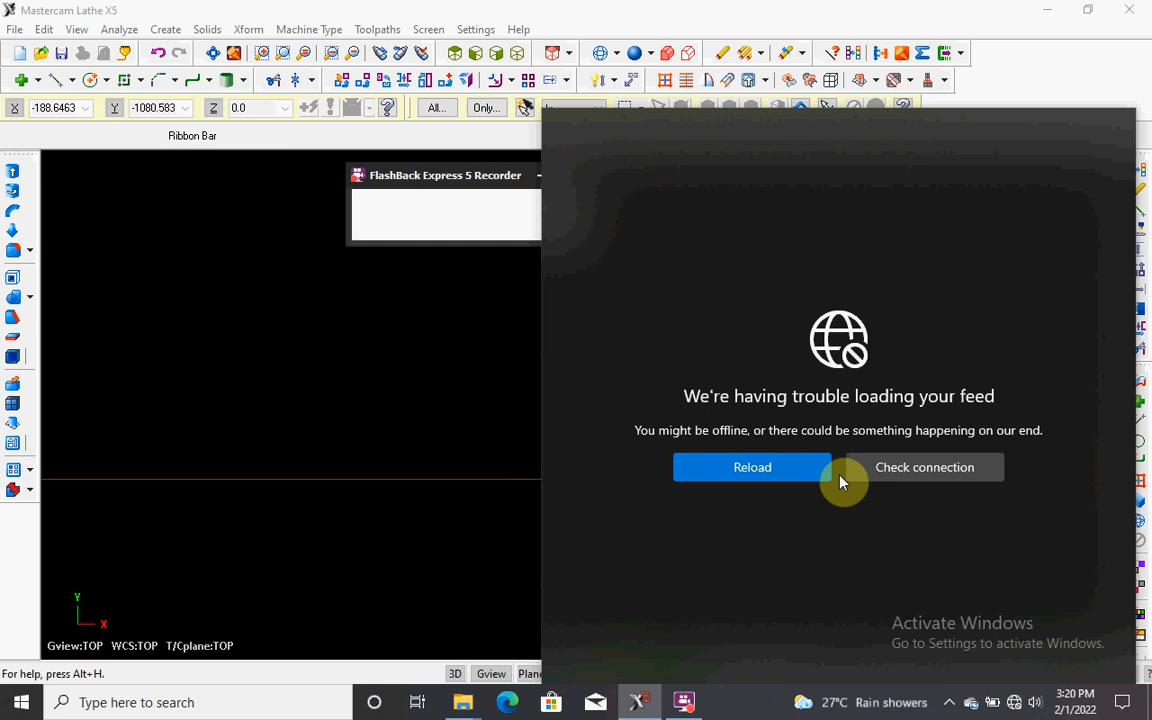 Mastercam Lathe X5
File Edit View Analyze Create Solids Xform Machine Type Toolpaths Screen Settings Help
X -188.6463 Y -1080.583 Z 0.0 All... Only...
Ribbon Bar
FlashBack Express 5 Recorder
We're having trouble loading your feed
You might be offline, or there could be something happening on our end.
Reload Check connection
Y
X
Activate Windows
Go to Settings to activate Windows.
Gview:TOP WCS:TOP T/Cplane:TOP
For help, press Alt+H. 3D Gview
Type here to search 27°C Rain showers 3:20 PM
2/1/2022